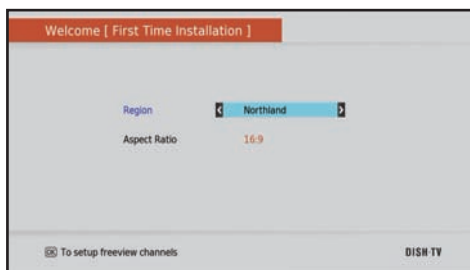 Welcome [ First Time Installation ]
Region Northland
Aspect Ratio 16:9
OK To setup freeview channels
DISH-TV